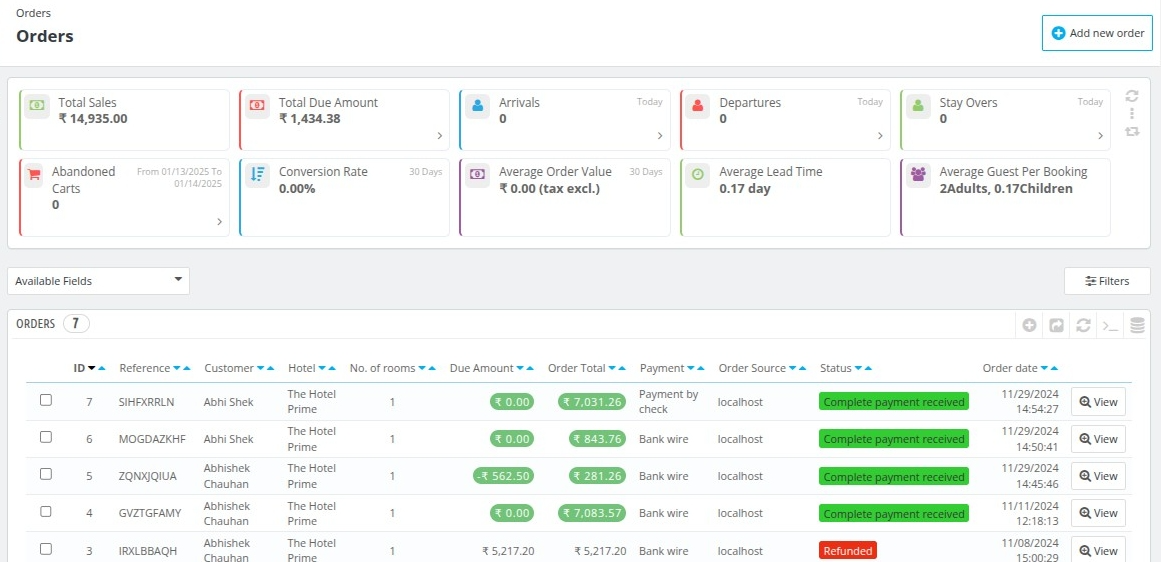 Orders
Orders
Add new order
Total Sales
₹ 14,935.00
Total Due Amount
₹ 1,434.38
Arrivals
Today
0
Departures
Today
0
Stay Overs
Today
0
Abandoned Carts
From 01/13/2025 To 01/14/2025
0
Conversion Rate
30 Days
0.00%
Average Order Value
30 Days
₹ 0.00 (tax excl.)
Average Lead Time
0.17 day
Average Guest Per Booking
2Adults, 0.17Children
Available Fields
Filters
ORDERS 7
ID Reference Customer Hotel No. of rooms Due Amount Order Total Payment Order Source Status Order date
7 SIHFXRRLN Abhi Shek The Hotel Prime 1 ₹ 0.00 ₹ 7,031.26 Payment by check localhost Complete payment received 11/29/2024 14:54:27 View
6 MOGDAZKHF Abhi Shek The Hotel Prime 1 ₹ 0.00 ₹ 843.76 Bank wire localhost Complete payment received 11/29/2024 14:50:41 View
5 ZQNXJQIUA Abhishek Chauhan The Hotel Prime 1 -₹ 562.50 ₹ 281.26 Bank wire localhost Complete payment received 11/29/2024 14:45:46 View
4 GVZTGFAMY Abhishek Chauhan The Hotel Prime 1 ₹ 0.00 ₹ 7,083.57 Bank wire localhost Complete payment received 11/11/2024 12:18:13 View
3 IRXLBBAQH Abhishek Chauhan The Hotel Prime 1 ₹ 5,217.20 ₹ 5,217.20 Bank wire localhost Refunded 11/08/2024 15:00:29 View